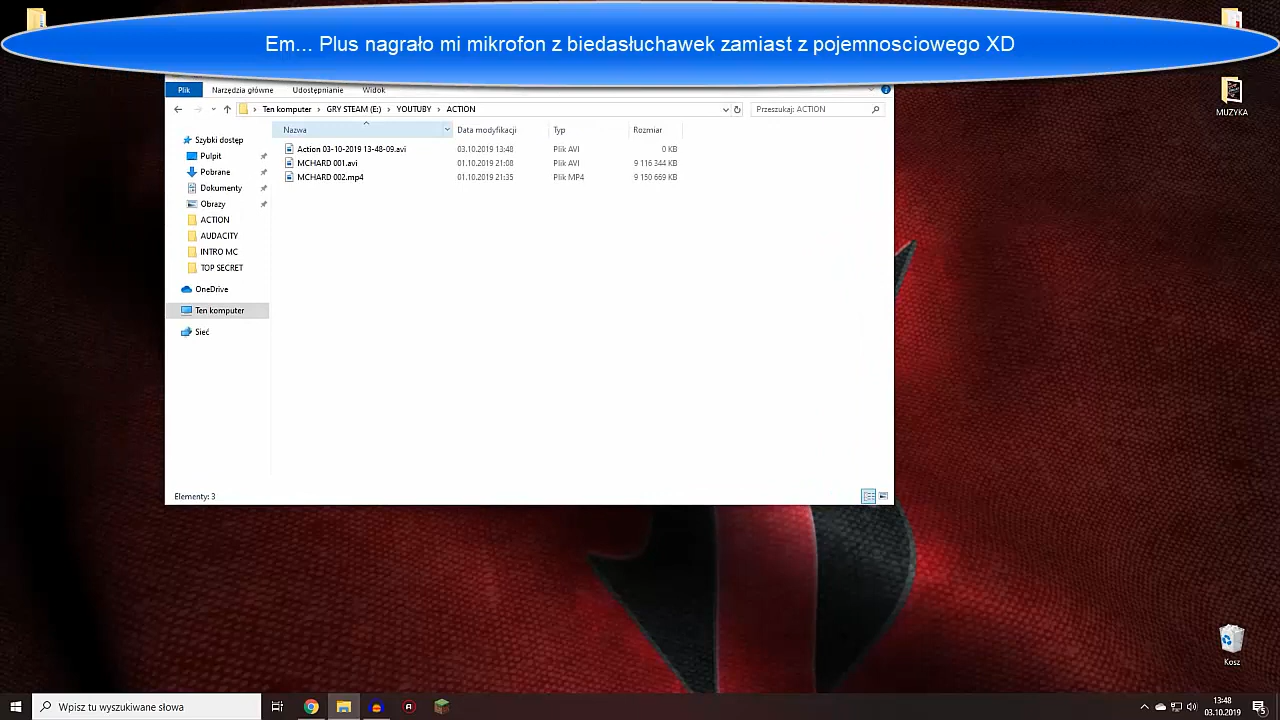 Em... Plus nagrało mi mikrofon z biedasłuchawek zamiast z pojemnosciowego XD
MUZYKA
Plik Narzędzia główne Udostępnianie Widok
Ten komputer > GRY STEAM (E:) > YOUTUBY > ACTION
Przeszukaj: ACTION
Nazwa Data modyfikacji Typ Rozmiar
Action 03-10-2019 13-48-09.avi 03.10.2019 13:48 Plik AVI 0 KB
MCHARD 001.avi 01.10.2019 21:08 Plik AVI 9 116 344 KB
MCHARD 002.mp4 01.10.2019 21:35 Plik MP4 9 150 669 KB
Szybki dostęp
Pulpit
Pobrane
Dokumenty
Obrazy
ACTION
AUDACITY
INTRO MC
TOP SECRET
OneDrive
Ten komputer
Sieć
Elementy: 3
Kosz
Wpisz tu wyszukiwane słowa
13:48
03.10.2019